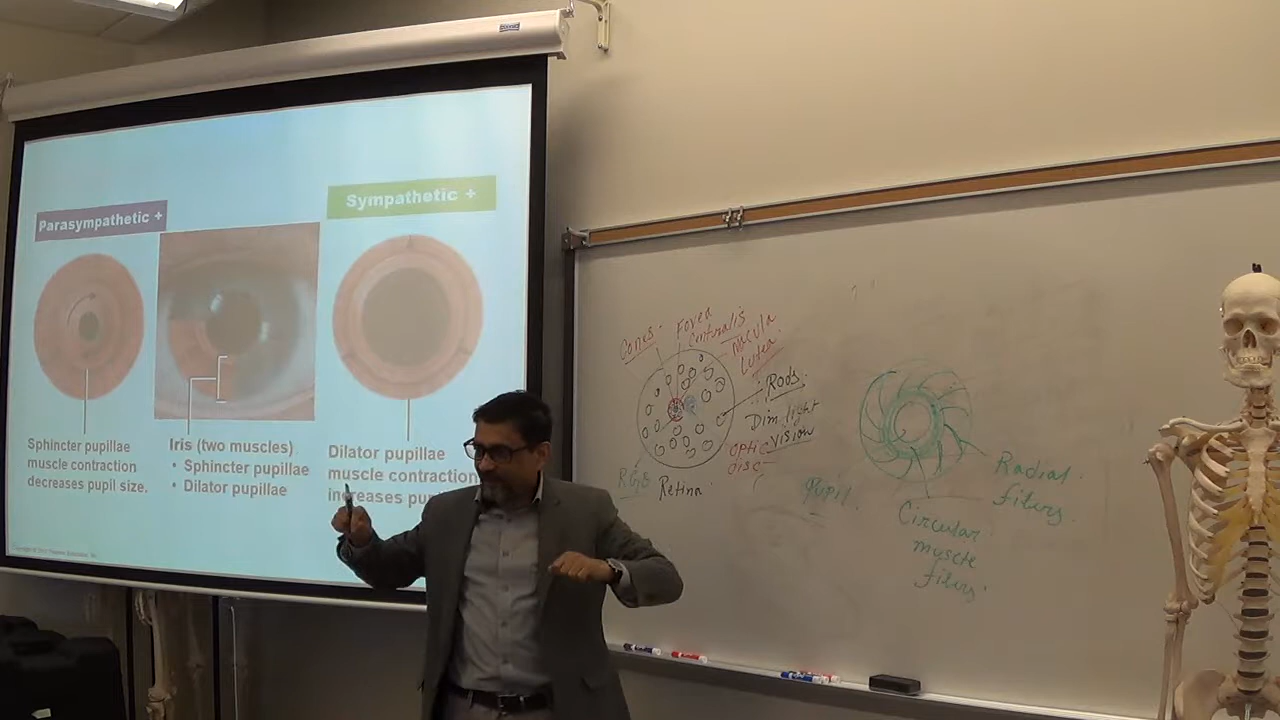 Parasympathetic +
Sympathetic +
Sphincter pupillae
muscle contraction
decreases pupil size.
Iris (two muscles)
• Sphincter pupillae
• Dilator pupillae
Dilator pupillae
muscle contraction
increases
Cones.
Fovea
Centralis
Macula
Lutea
Rods.
Dim light
Vision
Optic
disc
Retina
Pupil.
Radial
fibers.
Circular
muscle
fibers.